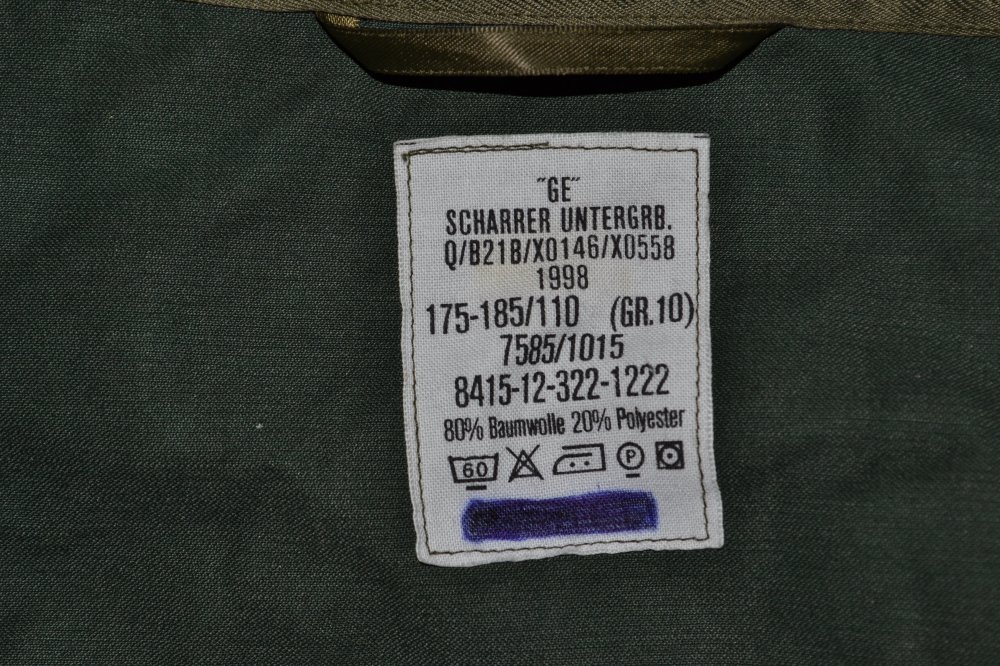 "GE"
SCHARRER UNTERGRB.
Q/B21B/X0146/X0558
1998
175-185/110 (GR.10)
7585/1015
8415-12-322-1222
80% Baumwolle 20% Polyester
60 P